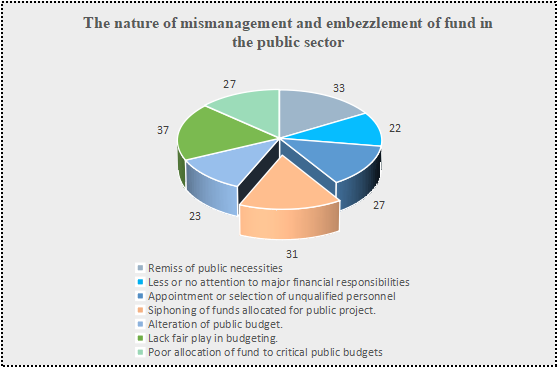 The nature of mismanagement and embezzlement of fund in
the public sector
27
33
37
22
23
27
31
Remiss of public necessities
Less or no attention to major financial responsibilities
Appointment or selection of unqualified personnel
Siphoning of funds allocated for public project.
Alteration of public budget.
Lack fair play in budgeting.
Poor allocation of fund to critical public budgets